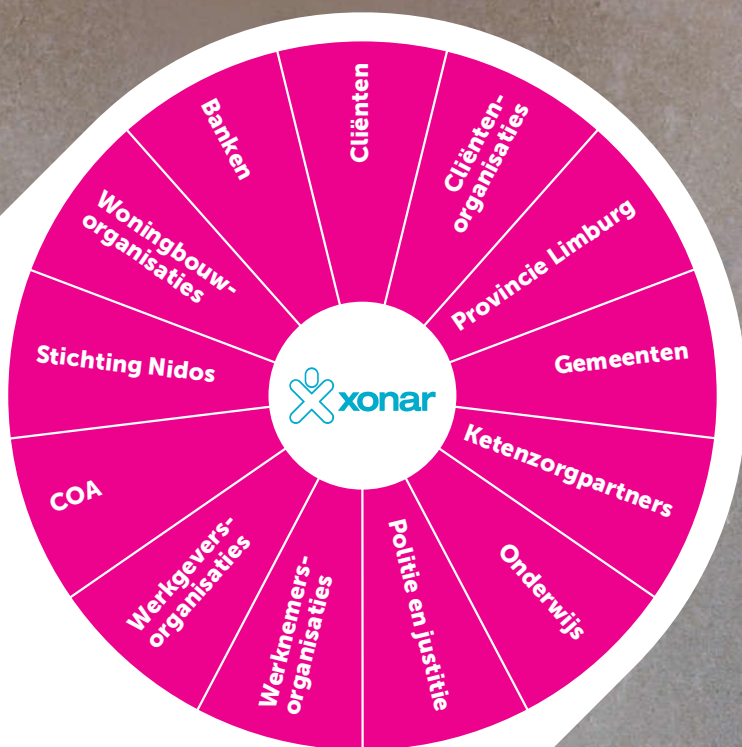 Cliënten
Cliënten-
organisaties
Provincie Limburg
Gemeenten
Ketenzorgpartners
Onderwijs
Politie en justitie
Werknemers-
organisaties
Werkgevers-
organisaties
COA
Stichting Nidos
Woningbouw-
organisaties
Banken
xonar